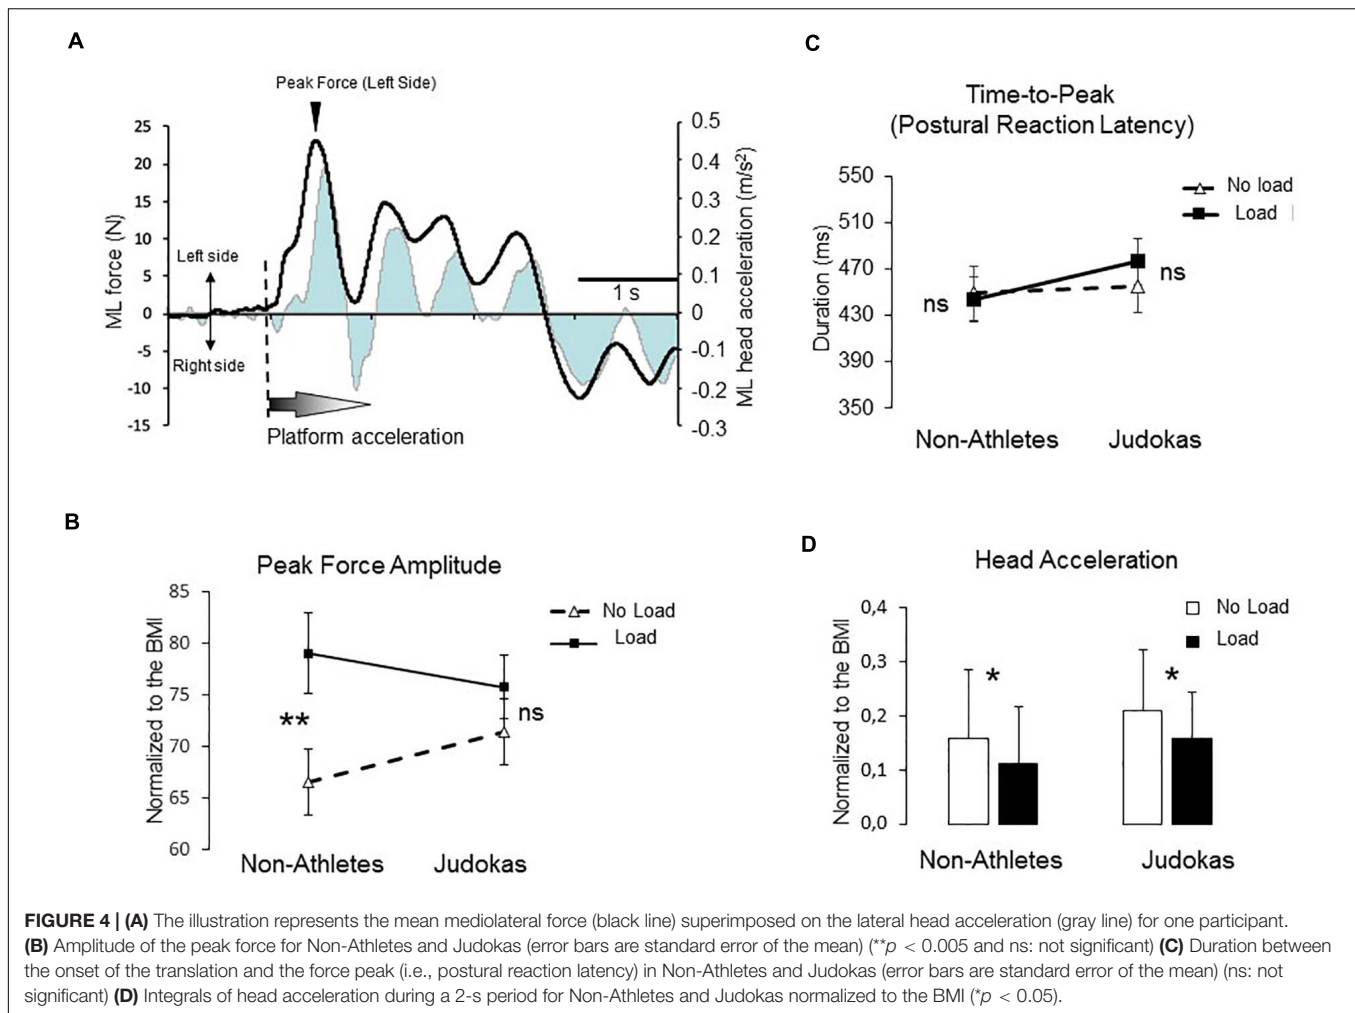 A
Peak Force (Left Side)
25
20
15
10
5
0
-5
-10
-15
ML force (N)
Left side
Right side
Platform acceleration
1 s
0.5
0.4
0.3
0.2
0.1
0
-0.1
-0.2
-0.3
ML head acceleration (m/s²)
C
Time-to-Peak
(Postural Reaction Latency)
550
510
470
430
390
350
Duration (ms)
No load
Load
ns
ns
Non-Athletes Judokas
B
Peak Force Amplitude
85
80
75
70
65
60
Normalized to the BMI
No Load
Load
**
ns
Non-Athletes Judokas
D
Head Acceleration
0,4
0,3
0,2
0,1
0,0
Normalized to the BMI
No Load
Load
*
*
Non-Athletes Judokas
FIGURE 4 | (A) The illustration represents the mean mediolateral force (black line) superimposed on the lateral head acceleration (gray line) for one participant.
(B) Amplitude of the peak force for Non-Athletes and Judokas (error bars are standard error of the mean) (**p < 0.005 and ns: not significant) (C) Duration between
the onset of the translation and the force peak (i.e., postural reaction latency) in Non-Athletes and Judokas (error bars are standard error of the mean) (ns: not
significant) (D) Integrals of head acceleration during a 2-s period for Non-Athletes and Judokas normalized to the BMI (*p < 0.05).